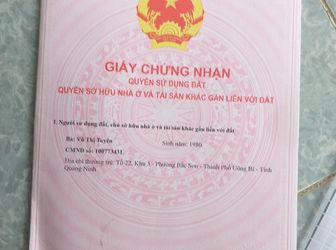 GIẤY CHỨNG NHẬN
QUYỀN SỬ DỤNG ĐẤT
QUYỀN SỞ HỮU NHÀ Ở VÀ TÀI SẢN KHÁC GẮN LIỀN VỚI ĐẤT
I. Người sử dụng đất, chủ sở hữu nhà ở và tài sản khác gắn liền với đất
Bà: Vũ Thị Tuyên Sinh năm: 1980
CMND số: 100773431
Địa chỉ thường trú: Tổ 22, Khu 3 - Phường Bắc Sơn - Thành Phố Uông Bí - Tỉnh
Quảng Ninh